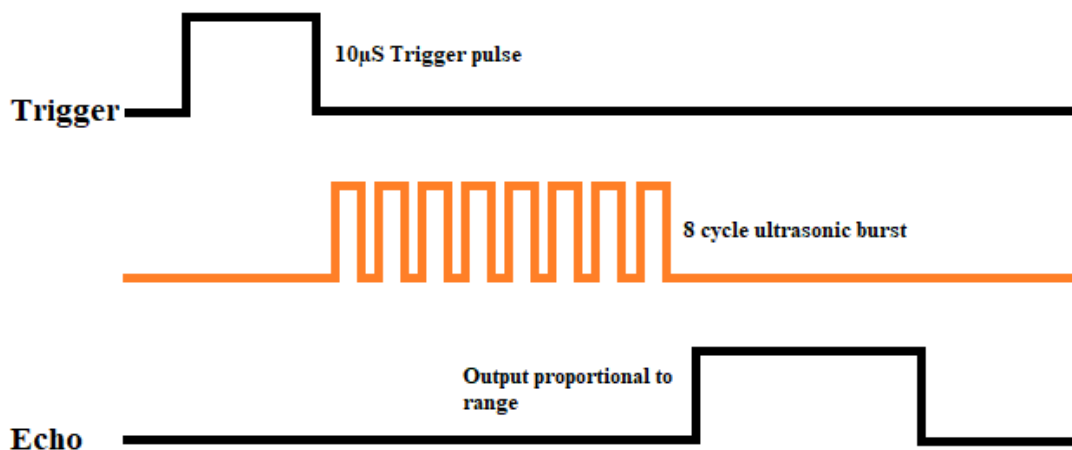 10μS Trigger pulse
Trigger
8 cycle ultrasonic burst
Output proportional to
range
Echo